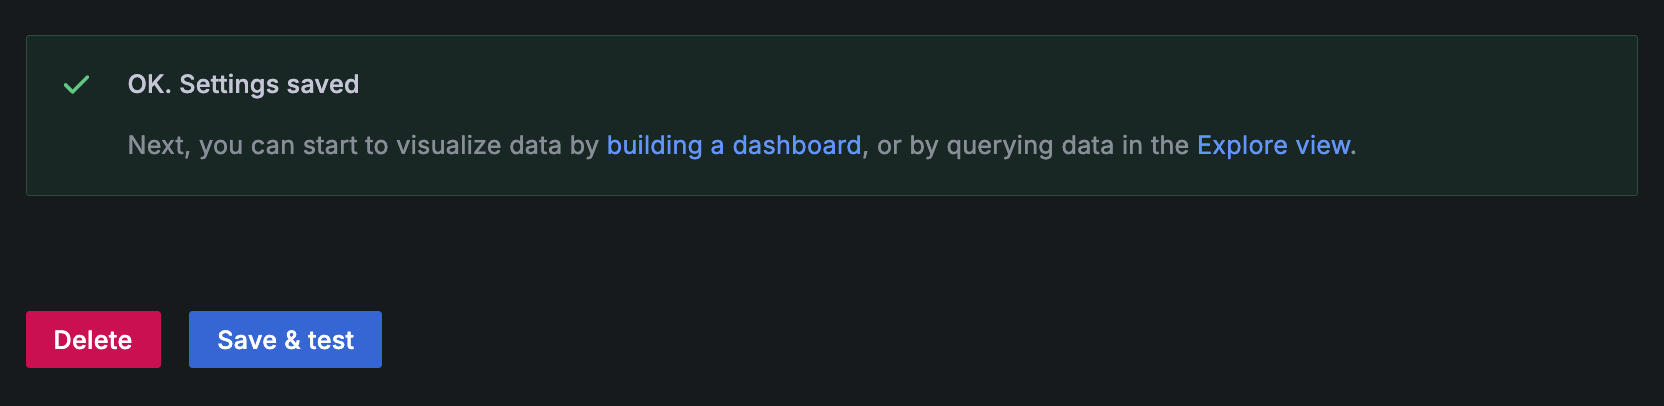 OK. Settings saved
Next, you can start to visualize data by building a dashboard, or by querying data in the Explore view.
Delete
Save & test